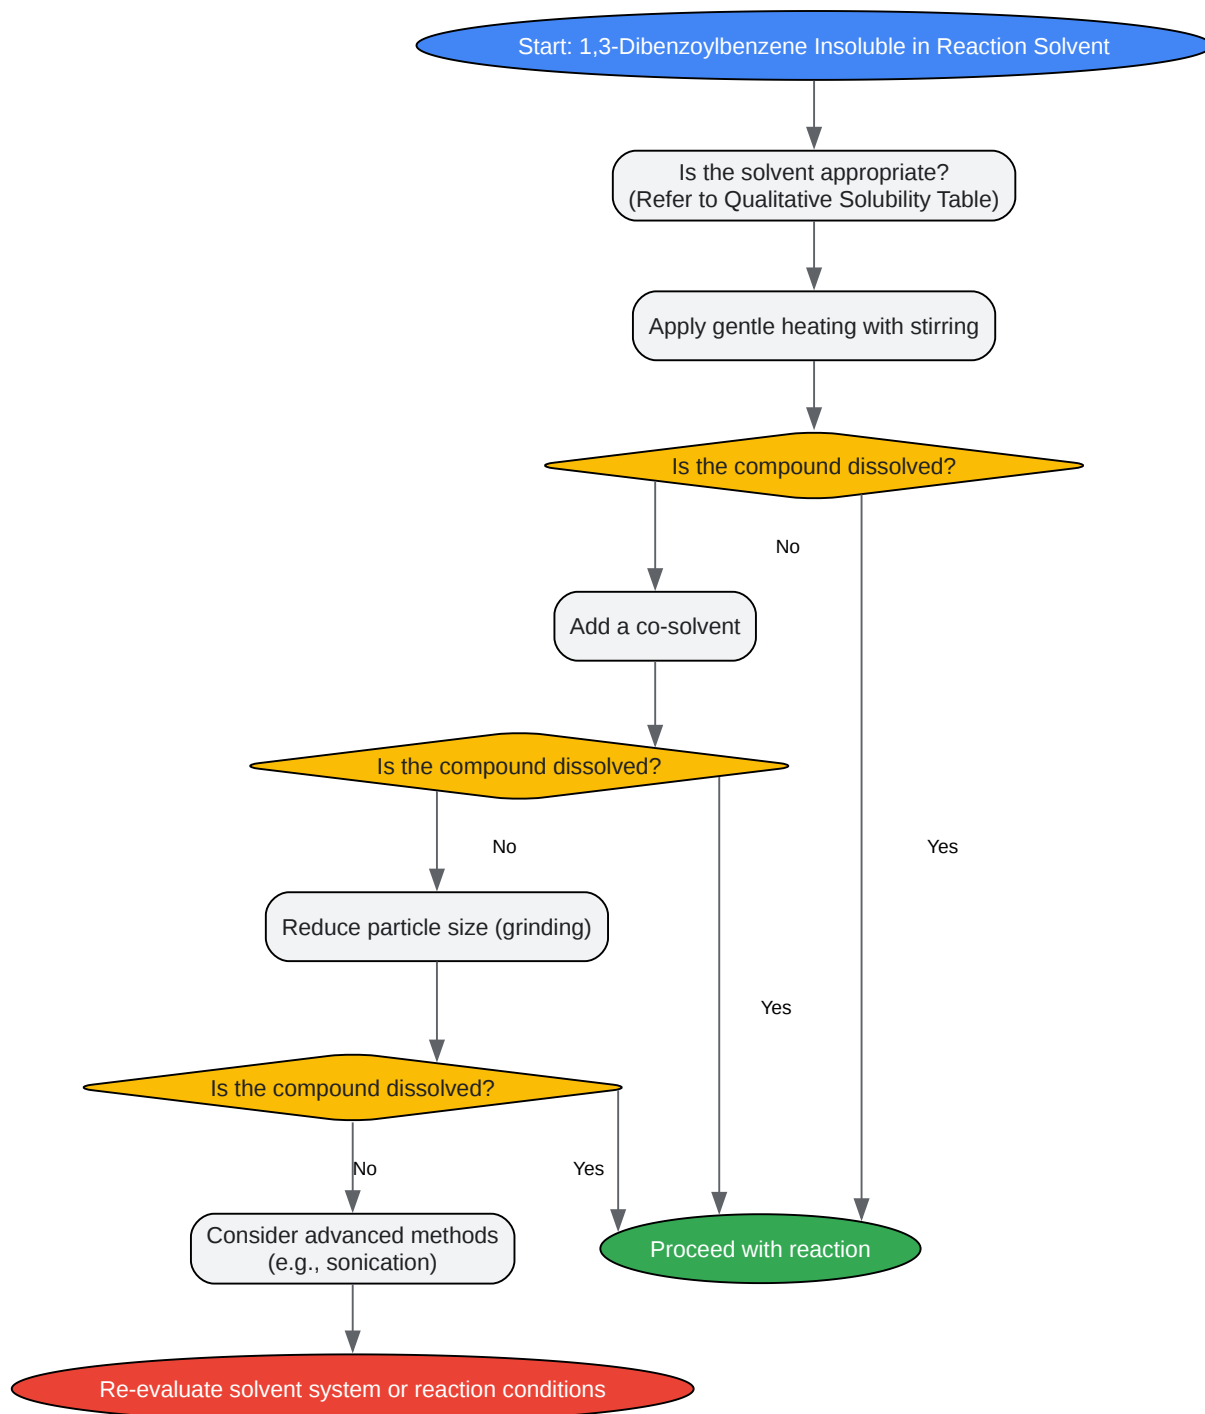 Start: 1,3-Dibenzoylbenzene Insoluble in Reaction Solvent
Is the solvent appropriate?
(Refer to Qualitative Solubility Table)
Apply gentle heating with stirring
Is the compound dissolved?
No
Add a co-solvent
Is the compound dissolved?
No
Yes
Reduce particle size (grinding)
Yes
Is the compound dissolved?
No
Yes
Consider advanced methods
(e.g., sonication)
Proceed with reaction
Re-evaluate solvent system or reaction conditions